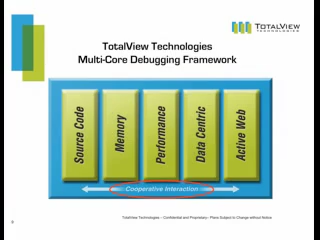 TOTALVIEW
TECHNOLOGIES
TotalView Technologies
Multi-Core Debugging Framework
Source Code
Memory
Performance
Data Centric
Active Web
Cooperative Interaction
TotalView Technologies - Confidential and Proprietary - Plans Subject to Change without Notice